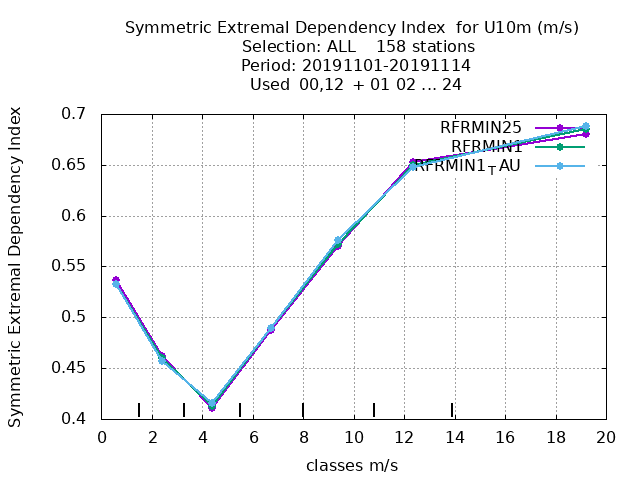 Symmetric Extremal Dependency Index  for U10m (m/s)
Selection: ALL    158 stations
Period: 20191101-20191114
Used  00,12  + 01 02 ... 24
Symmetric Extremal Dependency Index
0.7
0.65
0.6
0.55
0.5
0.45
0.4
RFRMIN25
RFRMIN1
RFRMIN1TAU
0 2 4 6 8 10 12 14 16 18 20
classes m/s